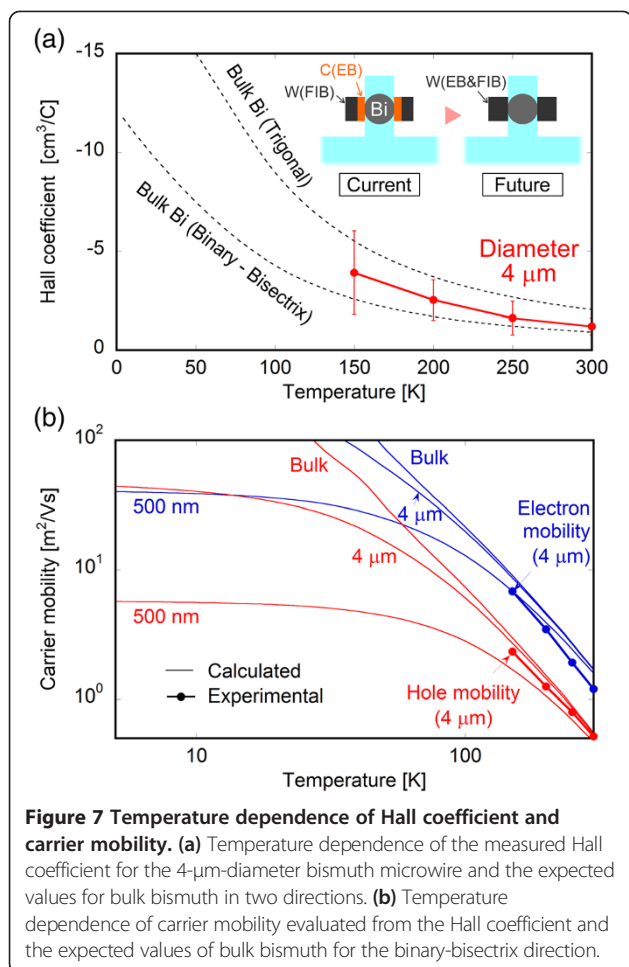 (a)
-15
-10
-5
0
Hall coefficient [cm³/C]
Bulk Bi (Trigonal)
Bulk Bi (Binary - Bisectrix)
C(EB)
W(FIB)
Bi
W(EB&FIB)
Current
Future
Diameter
4 µm
0 50 100 150 200 250 300
Temperature [K]
(b)
10²
10¹
10⁰
Carrier mobility [m²/Vs]
Bulk
Bulk
500 nm
4 µm
4 µm
Electron
mobility
(4 µm)
500 nm
Calculated
Experimental
Hole mobility
(4 µm)
10 100
Temperature [K]
Figure 7 Temperature dependence of Hall coefficient and
carrier mobility. (a) Temperature dependence of the measured Hall
coefficient for the 4-µm-diameter bismuth microwire and the expected
values for bulk bismuth in two directions. (b) Temperature
dependence of carrier mobility evaluated from the Hall coefficient and
the expected values of bulk bismuth for the binary-bisectrix direction.